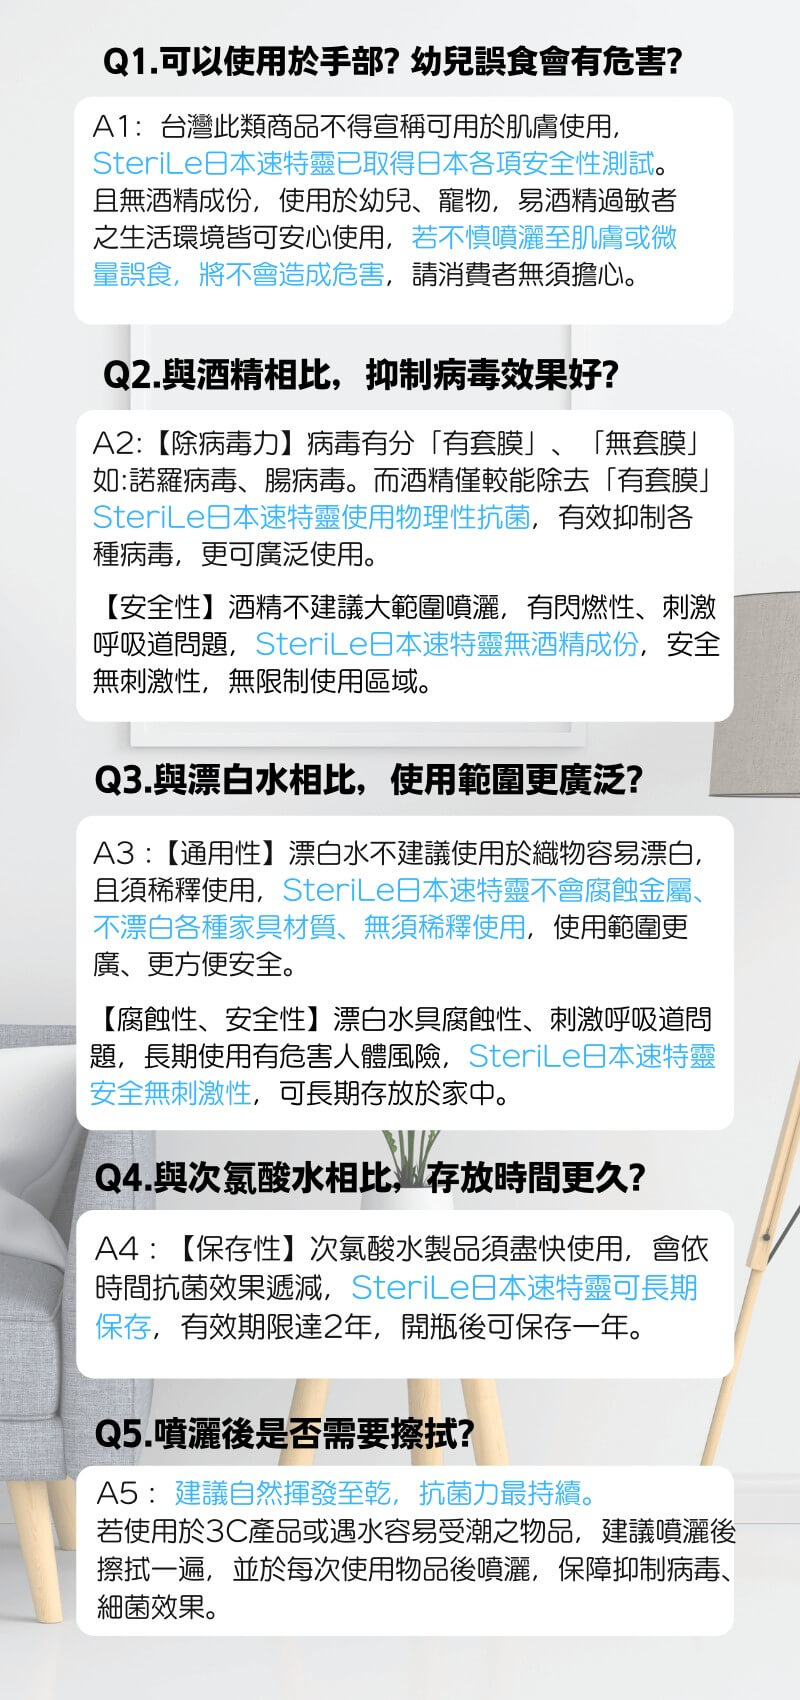 Q1.可以使用於手部? 幼兒誤食會有危害?
A1：台灣此類商品不得宣稱可用於肌膚使用，
SteriLe日本速特靈已取得日本各項安全性測試。
且無酒精成份，使用於幼兒、寵物，易酒精過敏者
之生活環境皆可安心使用，若不慎噴灑至肌膚或微
量誤食，將不會造成危害，請消費者無須擔心。
Q2.與酒精相比，抑制病毒效果好?
A2:【除病毒力】病毒有分「有套膜」、「無套膜」
如:諾羅病毒、腸病毒。而酒精僅較能除去「有套膜」
SteriLe日本速特靈使用物理性抗菌，有效抑制各
種病毒，更可廣泛使用。
【安全性】酒精不建議大範圍噴灑，有閃燃性、刺激
呼吸道問題，SteriLe日本速特靈無酒精成份，安全
無刺激性，無限制使用區域。
Q3.與漂白水相比，使用範圍更廣泛?
A3：【通用性】漂白水不建議使用於織物容易漂白，
且須稀釋使用，SteriLe日本速特靈不會腐蝕金屬、
不漂白各種家具材質、無須稀釋使用，使用範圍更
廣、更方便安全。
【腐蝕性、安全性】漂白水具腐蝕性、刺激呼吸道問
題，長期使用有危害人體風險，SteriLe日本速特靈
安全無刺激性，可長期存放於家中。
Q4.與次氯酸水相比，存放時間更久?
A4：【保存性】次氯酸水製品須盡快使用，會依
時間抗菌效果遞減，SteriLe日本速特靈可長期
保存，有效期限達2年，開瓶後可保存一年。
Q5.噴灑後是否需要擦拭?
A5：建議自然揮發至乾，抗菌力最持續。
若使用於3C產品或遇水容易受潮之物品，建議噴灑後
擦拭一遍，並於每次使用物品後噴灑，保障抑制病毒、
細菌效果。